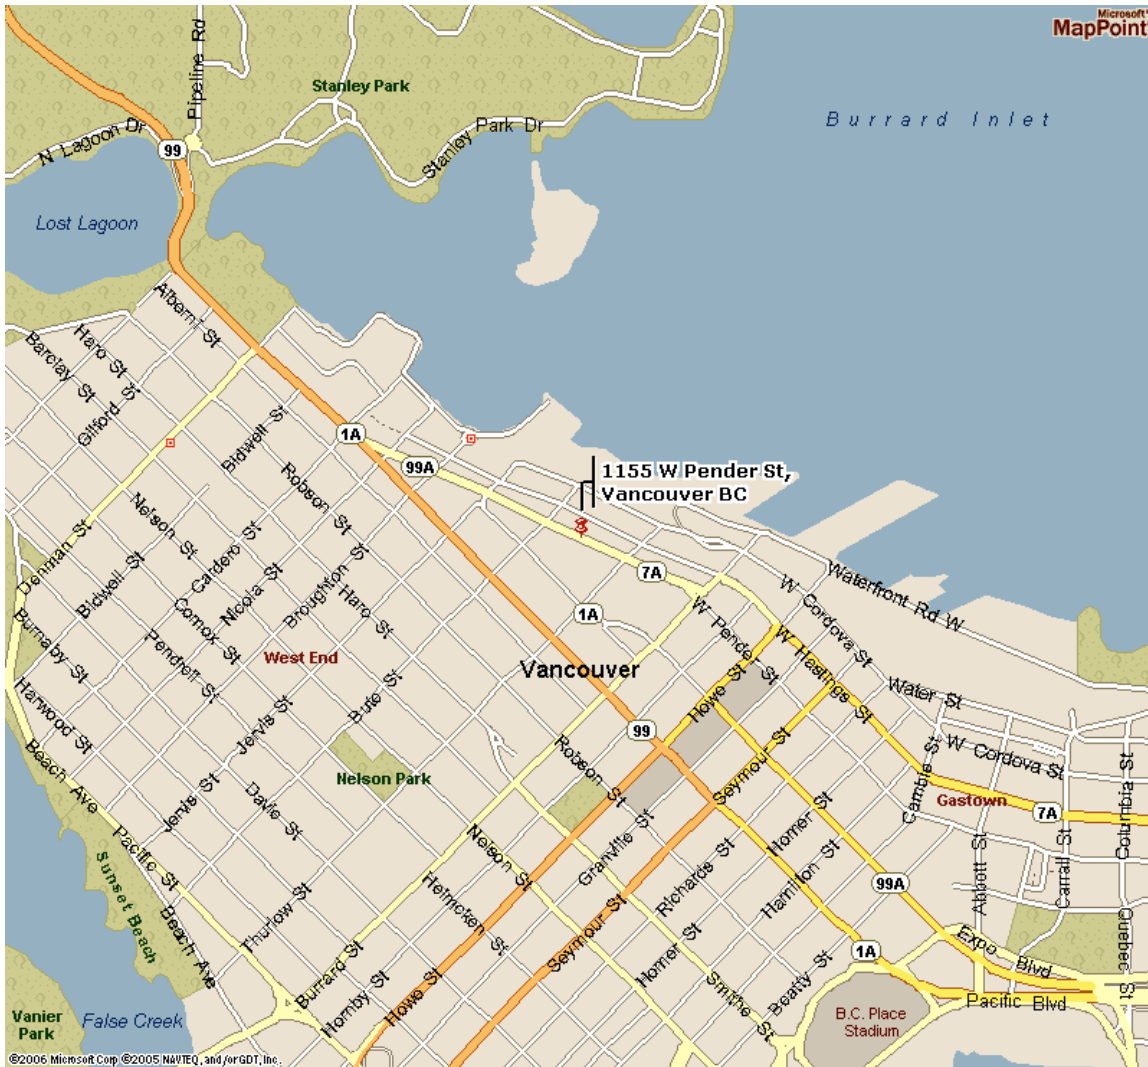 Microsoft®
MapPoint®
Pipeline Rd
Stanley Park
Burrard Inlet
N Lagoon Dr
99
Stanley Park Dr
Lost Lagoon
Alberni St
Haro St
Barclay St
Gilford S
Bidwell S
1A
99A
1155 W Pender St,
Vancouver BC
Robson St
Nelson St
Denman St
Cardero St
Bidwell St
Nicola St
Comox St
Broughton St
Haro St
7A
Waterfront Rd W
W Cordova St
1A
W Pender St
Burnaby St
Pendrell St
West End
Vancouver
W Hastings St
Harwood St
Bute S
Howe St
Water St
Jervis St
99
Beach Ave
Nelson Park
Robson St
Seymour St
Cambie St
W Cordova St
Columbia St
Jervis St
Davie St
Gastown
7A
Pacific St
Nelson St
Granville S
Homer St
Hamilton St
Abbott St
Carrall St
Sunset Beach
Beach Ave
Thurlow St
Helmcken St
Richards St
99A
Seymour St
Homer St
Smithe St
Quebec St
Burrard St
Hornby St
Howe St
Beatty St
1A
Expo Blvd
Pacific Blvd
Vanier
Park
False Creek
B.C. Place
Stadium
©2006 Microsoft Corp ©2005 NAVTEQ, and/or GDT, Inc.